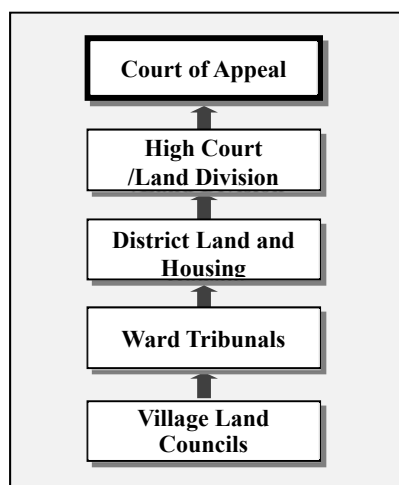 Court of Appeal
High Court
/Land Division
District Land and
Housing
Ward Tribunals
Village Land
Councils